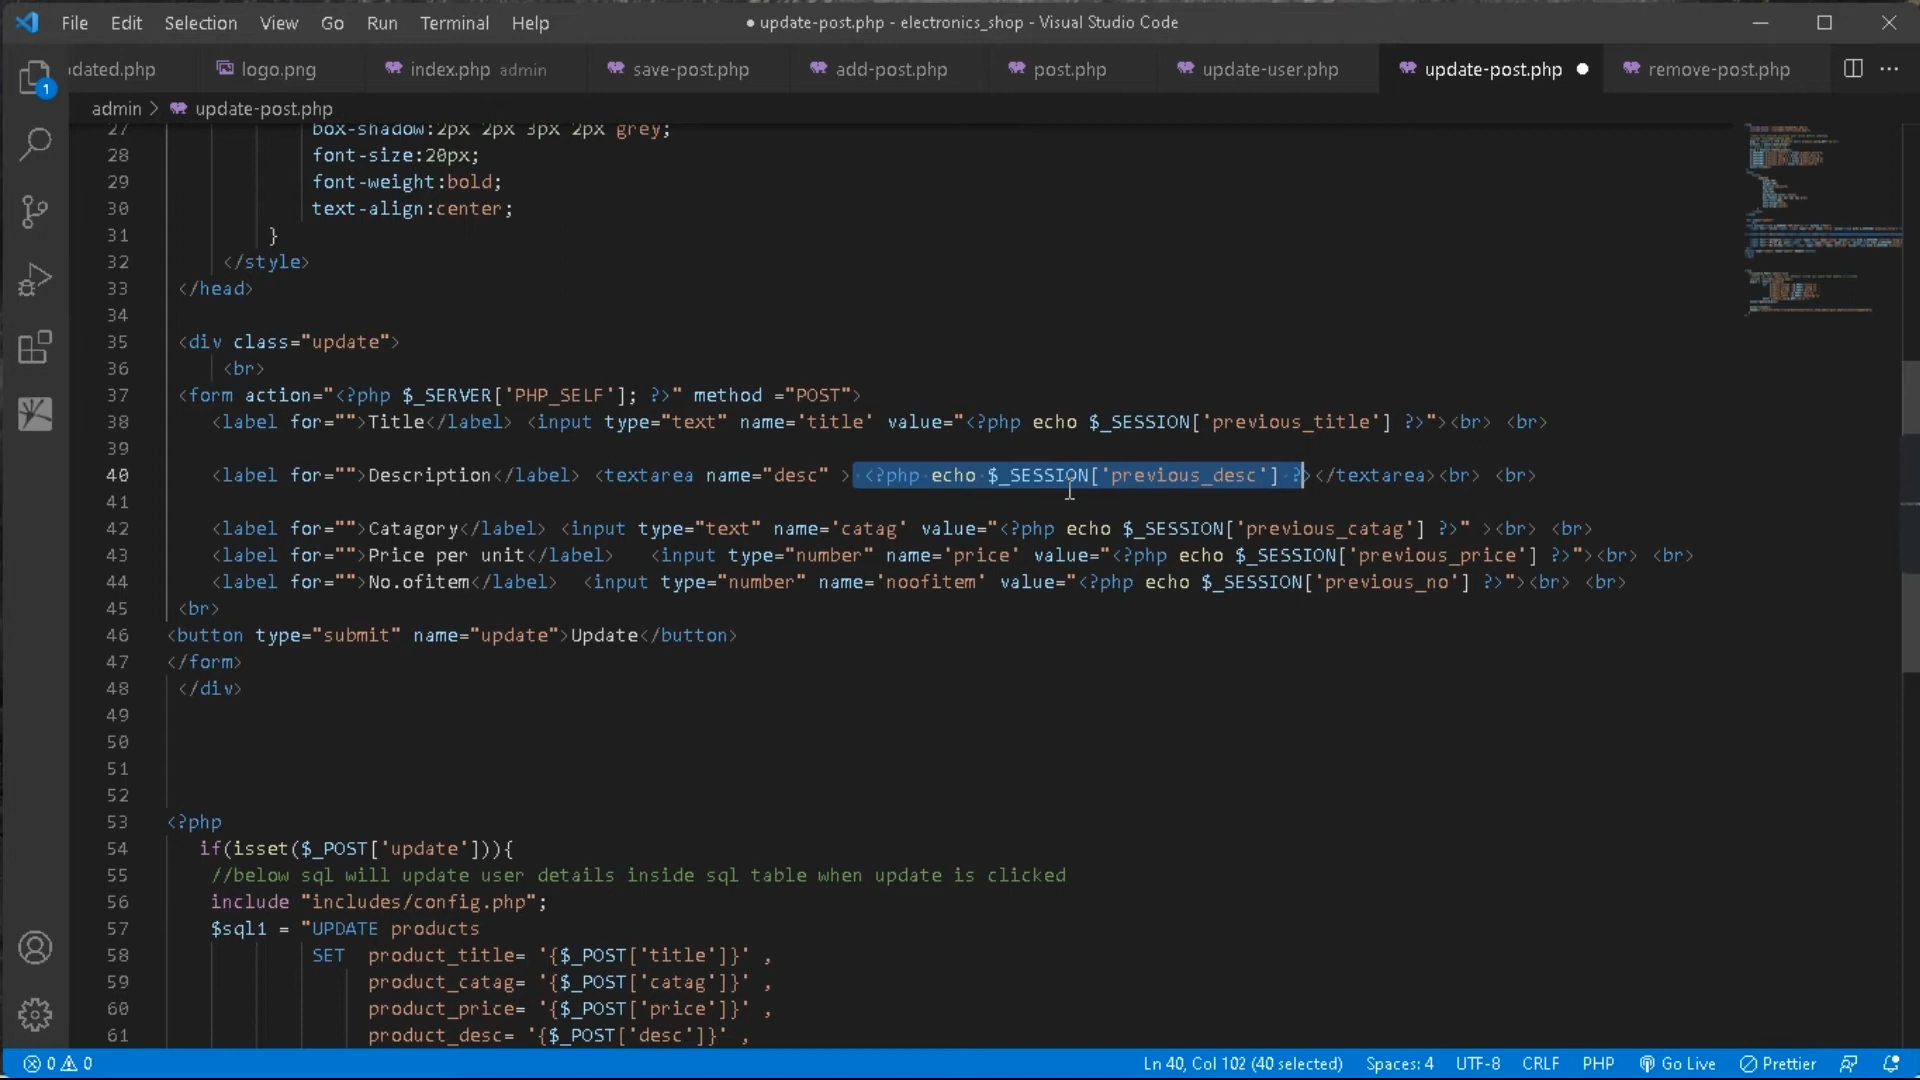 File Edit Selection View Go Run Terminal Help
● update-post.php - electronics_shop - Visual Studio Code
dated.php logo.png index.php admin save-post.php add-post.php post.php update-user.php update-post.php remove-post.php
1
admin > update-post.php
27 box-shadow:2px 2px 3px 2px grey;
28 font-size:20px;
29 font-weight:bold;
30 text-align:center;
31 }
32 </style>
33 </head>
34
35 <div class="update">
36 <br>
37 <form action="<?php $_SERVER['PHP_SELF']; ?>" method ="POST">
38 <label for="">Title</label> <input type="text" name='title' value="<?php echo $_SESSION['previous_title'] ?>"><br> <br>
39
40 <label for="">Description</label> <textarea name="desc" > <?php echo $_SESSION['previous_desc'] ?></textarea><br> <br>
41
42 <label for="">Catagory</label> <input type="text" name='catag' value="<?php echo $_SESSION['previous_catag'] ?>" ><br> <br>
43 <label for="">Price per unit</label> <input type="number" name='price' value="<?php echo $_SESSION['previous_price'] ?>"><br> <br>
44 <label for="">No.ofitem</label> <input type="number" name='noofitem' value="<?php echo $_SESSION['previous_no'] ?>"><br> <br>
45 <br>
46 <button type="submit" name="update">Update</button>
47 </form>
48 </div>
49
50
51
52
53 <?php
54 if(isset($_POST['update'])){
55 //below sql will update user details inside sql table when update is clicked
56 include "includes/config.php";
57 $sql1 = "UPDATE products
58 SET product_title= '{$_POST['title']}' ,
59 product_catag= '{$_POST['catag']}' ,
60 product_price= '{$_POST['price']}' ,
61 product_desc= '{$_POST['desc']}' ,
0 0 Ln 40, Col 102 (40 selected) Spaces: 4 UTF-8 CRLF PHP Go Live Prettier